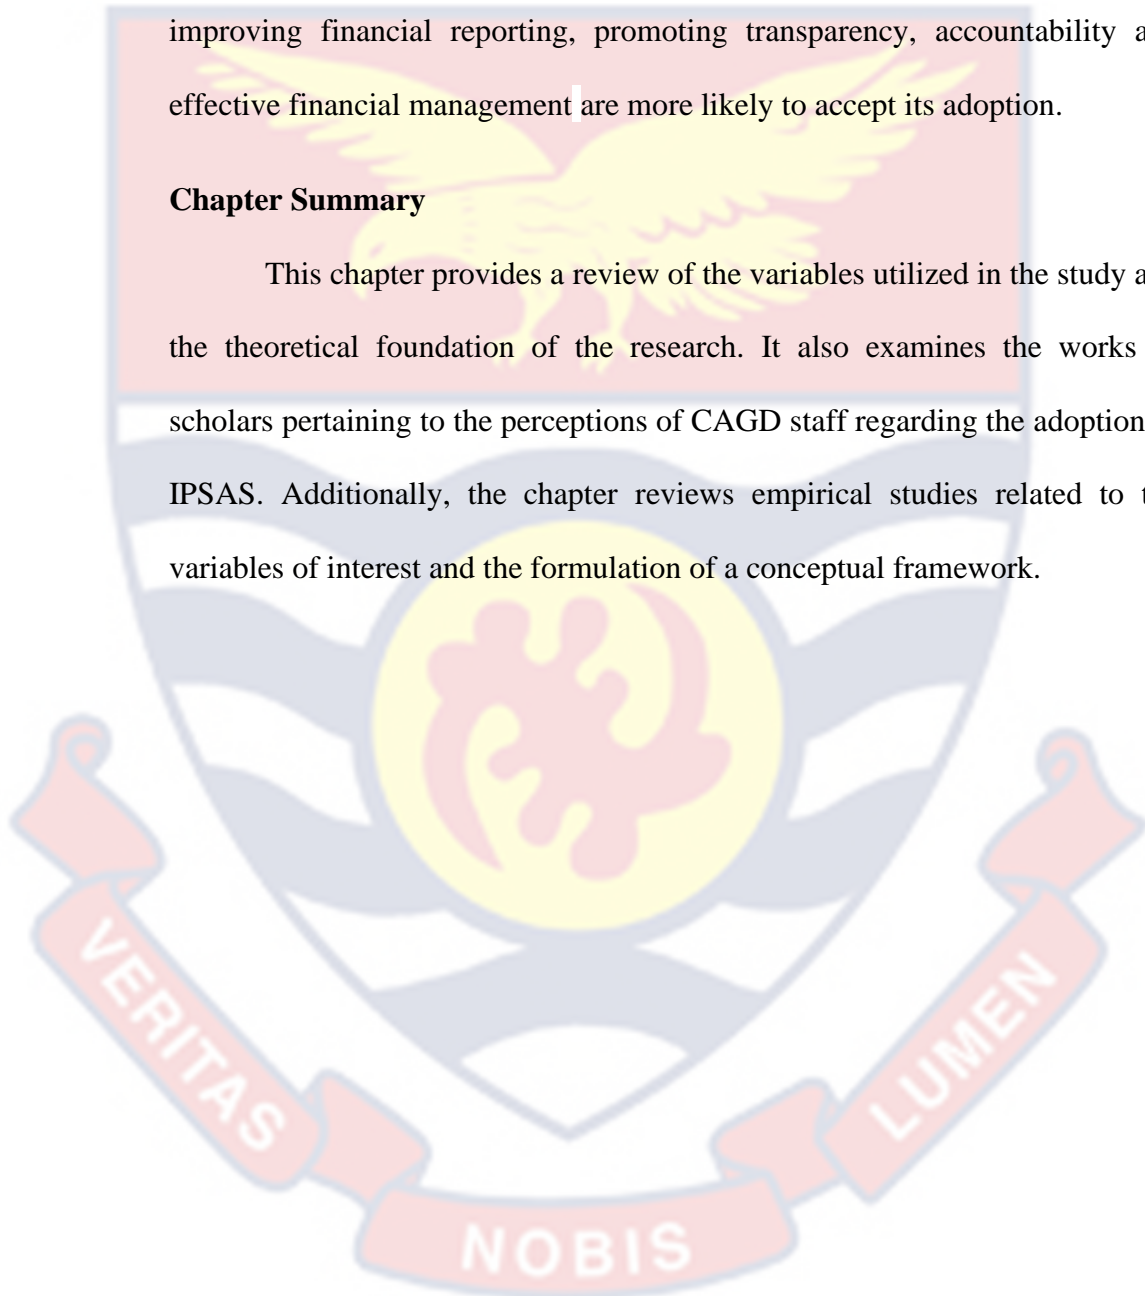 improving financial reporting, promoting transparency, accountability a
effective financial management are more likely to accept its adoption.
Chapter Summary
This chapter provides a review of the variables utilized in the study a
the theoretical foundation of the research. It also examines the works
scholars pertaining to the perceptions of CAGD staff regarding the adoption
IPSAS. Additionally, the chapter reviews empirical studies related to t
variables of interest and the formulation of a conceptual framework.
VERITAS
NOBIS
LUMEN